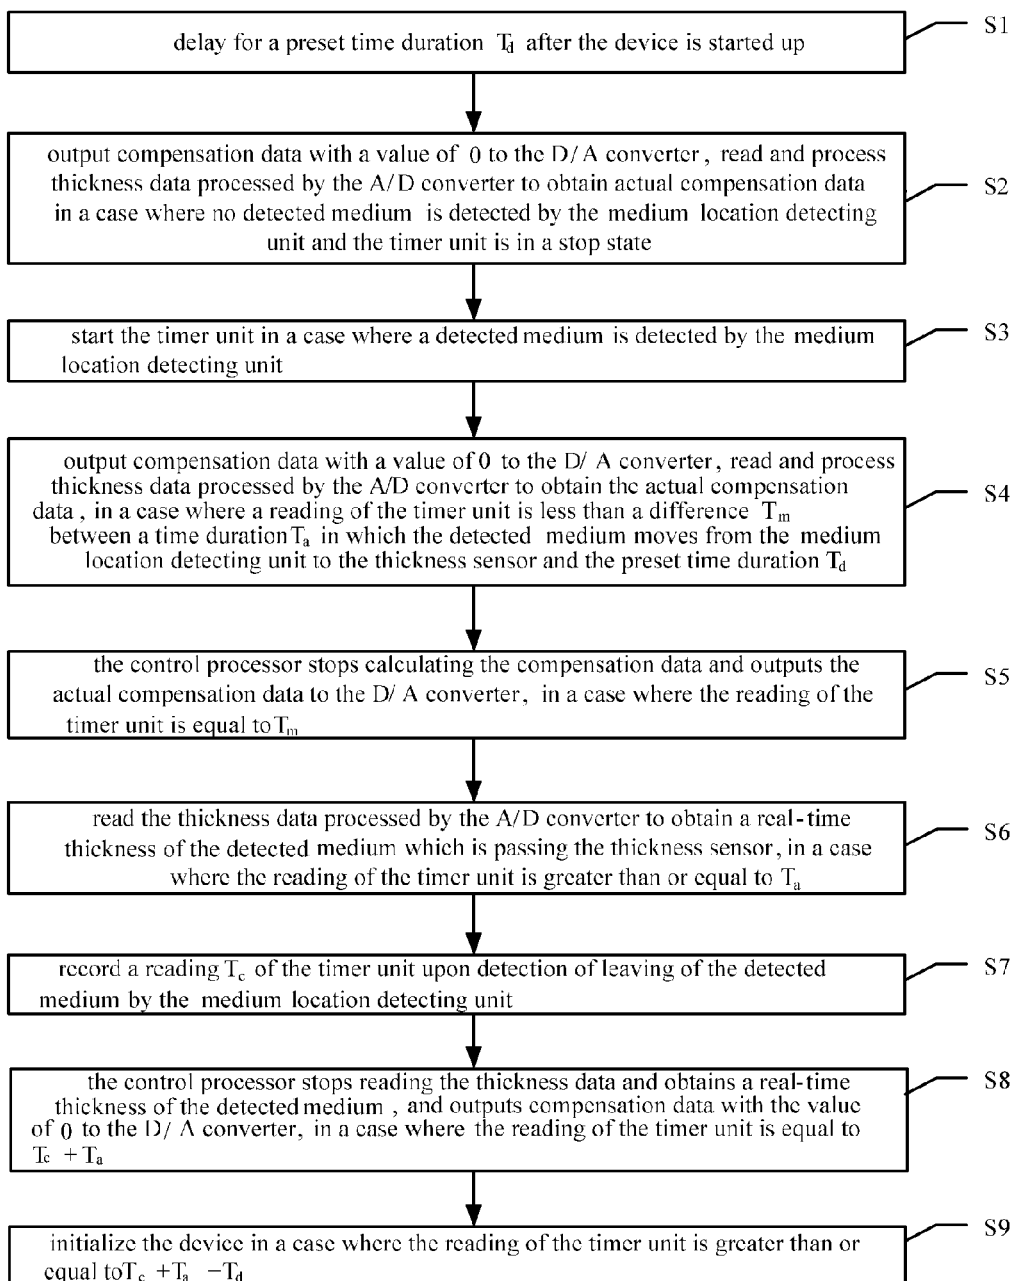 delay for a preset time duration Td after the device is started up
S1
output compensation data with a value of 0 to the D/A converter, read and process
thickness data processed by the A/D converter to obtain actual compensation data
in a case where no detected medium is detected by the medium location detecting
unit and the timer unit is in a stop state
S2
start the timer unit in a case where a detected medium is detected by the medium
location detecting unit
S3
output compensation data with a value of 0 to the D/ A converter, read and process
thickness data processed by the A/D converter to obtain the actual compensation
data, in a case where a reading of the timer unit is less than a difference Tm
between a time duration Ta in which the detected medium moves from the medium
location detecting unit to the thickness sensor and the preset time duration Td
S4
the control processor stops calculating the compensation data and outputs the
actual compensation data to the D/ A converter, in a case where the reading of the
timer unit is equal to Tm
S5
read the thickness data processed by the A/D converter to obtain a real-time
thickness of the detected medium which is passing the thickness sensor, in a case
where the reading of the timer unit is greater than or equal to Ta
S6
record a reading Tc of the timer unit upon detection of leaving of the detected
medium by the medium location detecting unit
S7
the control processor stops reading the thickness data and obtains a real-time
thickness of the detected medium, and outputs compensation data with the value
of 0 to the D/ A converter, in a case where the reading of the timer unit is equal to
Tc +Ta
S8
initialize the device in a case where the reading of the timer unit is greater than or
equal to Tc +Ta −Td
S9